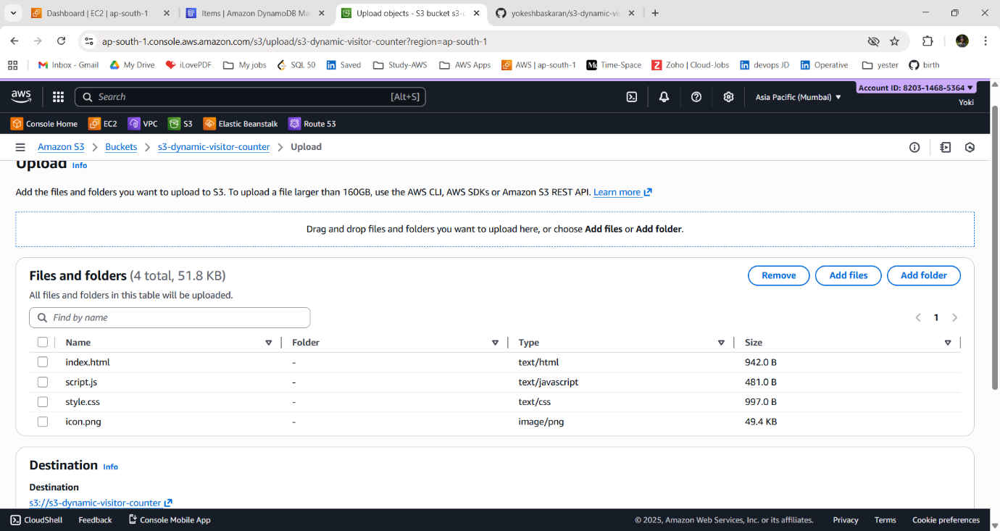 Dashboard | EC2 | ap-south-1
Items | Amazon DynamoDB Ma
Upload objects - S3 bucket s3-c
yokeshbaskaran/s3-dynamic-vis
ap-south-1.console.aws.amazon.com/s3/upload/s3-dynamic-visitor-counter?region=ap-south-1
Inbox - Gmail My Drive iLovePDF My jobs SQL 50 Saved Study-AWS AWS Apps AWS | ap-south-1 Time-Space Zoho | Cloud-Jobs devops JD Operative yester birth
aws Search [Alt+S] Asia Pacific (Mumbai) Account ID: 8203-1468-5364
Yoki
Console Home EC2 VPC S3 Elastic Beanstalk Route 53
Amazon S3 Buckets s3-dynamic-visitor-counter Upload
Upload Info
Add the files and folders you want to upload to S3. To upload a file larger than 160GB, use the AWS CLI, AWS SDKs or Amazon S3 REST API. Learn more
Drag and drop files and folders you want to upload here, or choose Add files or Add folder.
Files and folders (4 total, 51.8 KB) Remove Add files Add folder
All files and folders in this table will be uploaded.
Find by name 1
Name Folder Type Size
index.html - text/html 942.0 B
script.js - text/javascript 481.0 B
style.css - text/css 997.0 B
icon.png - image/png 49.4 KB
Destination Info
Destination
s3://s3-dynamic-visitor-counter
CloudShell Feedback Console Mobile App © 2025, Amazon Web Services, Inc. or its affiliates. Privacy Terms Cookie preferences